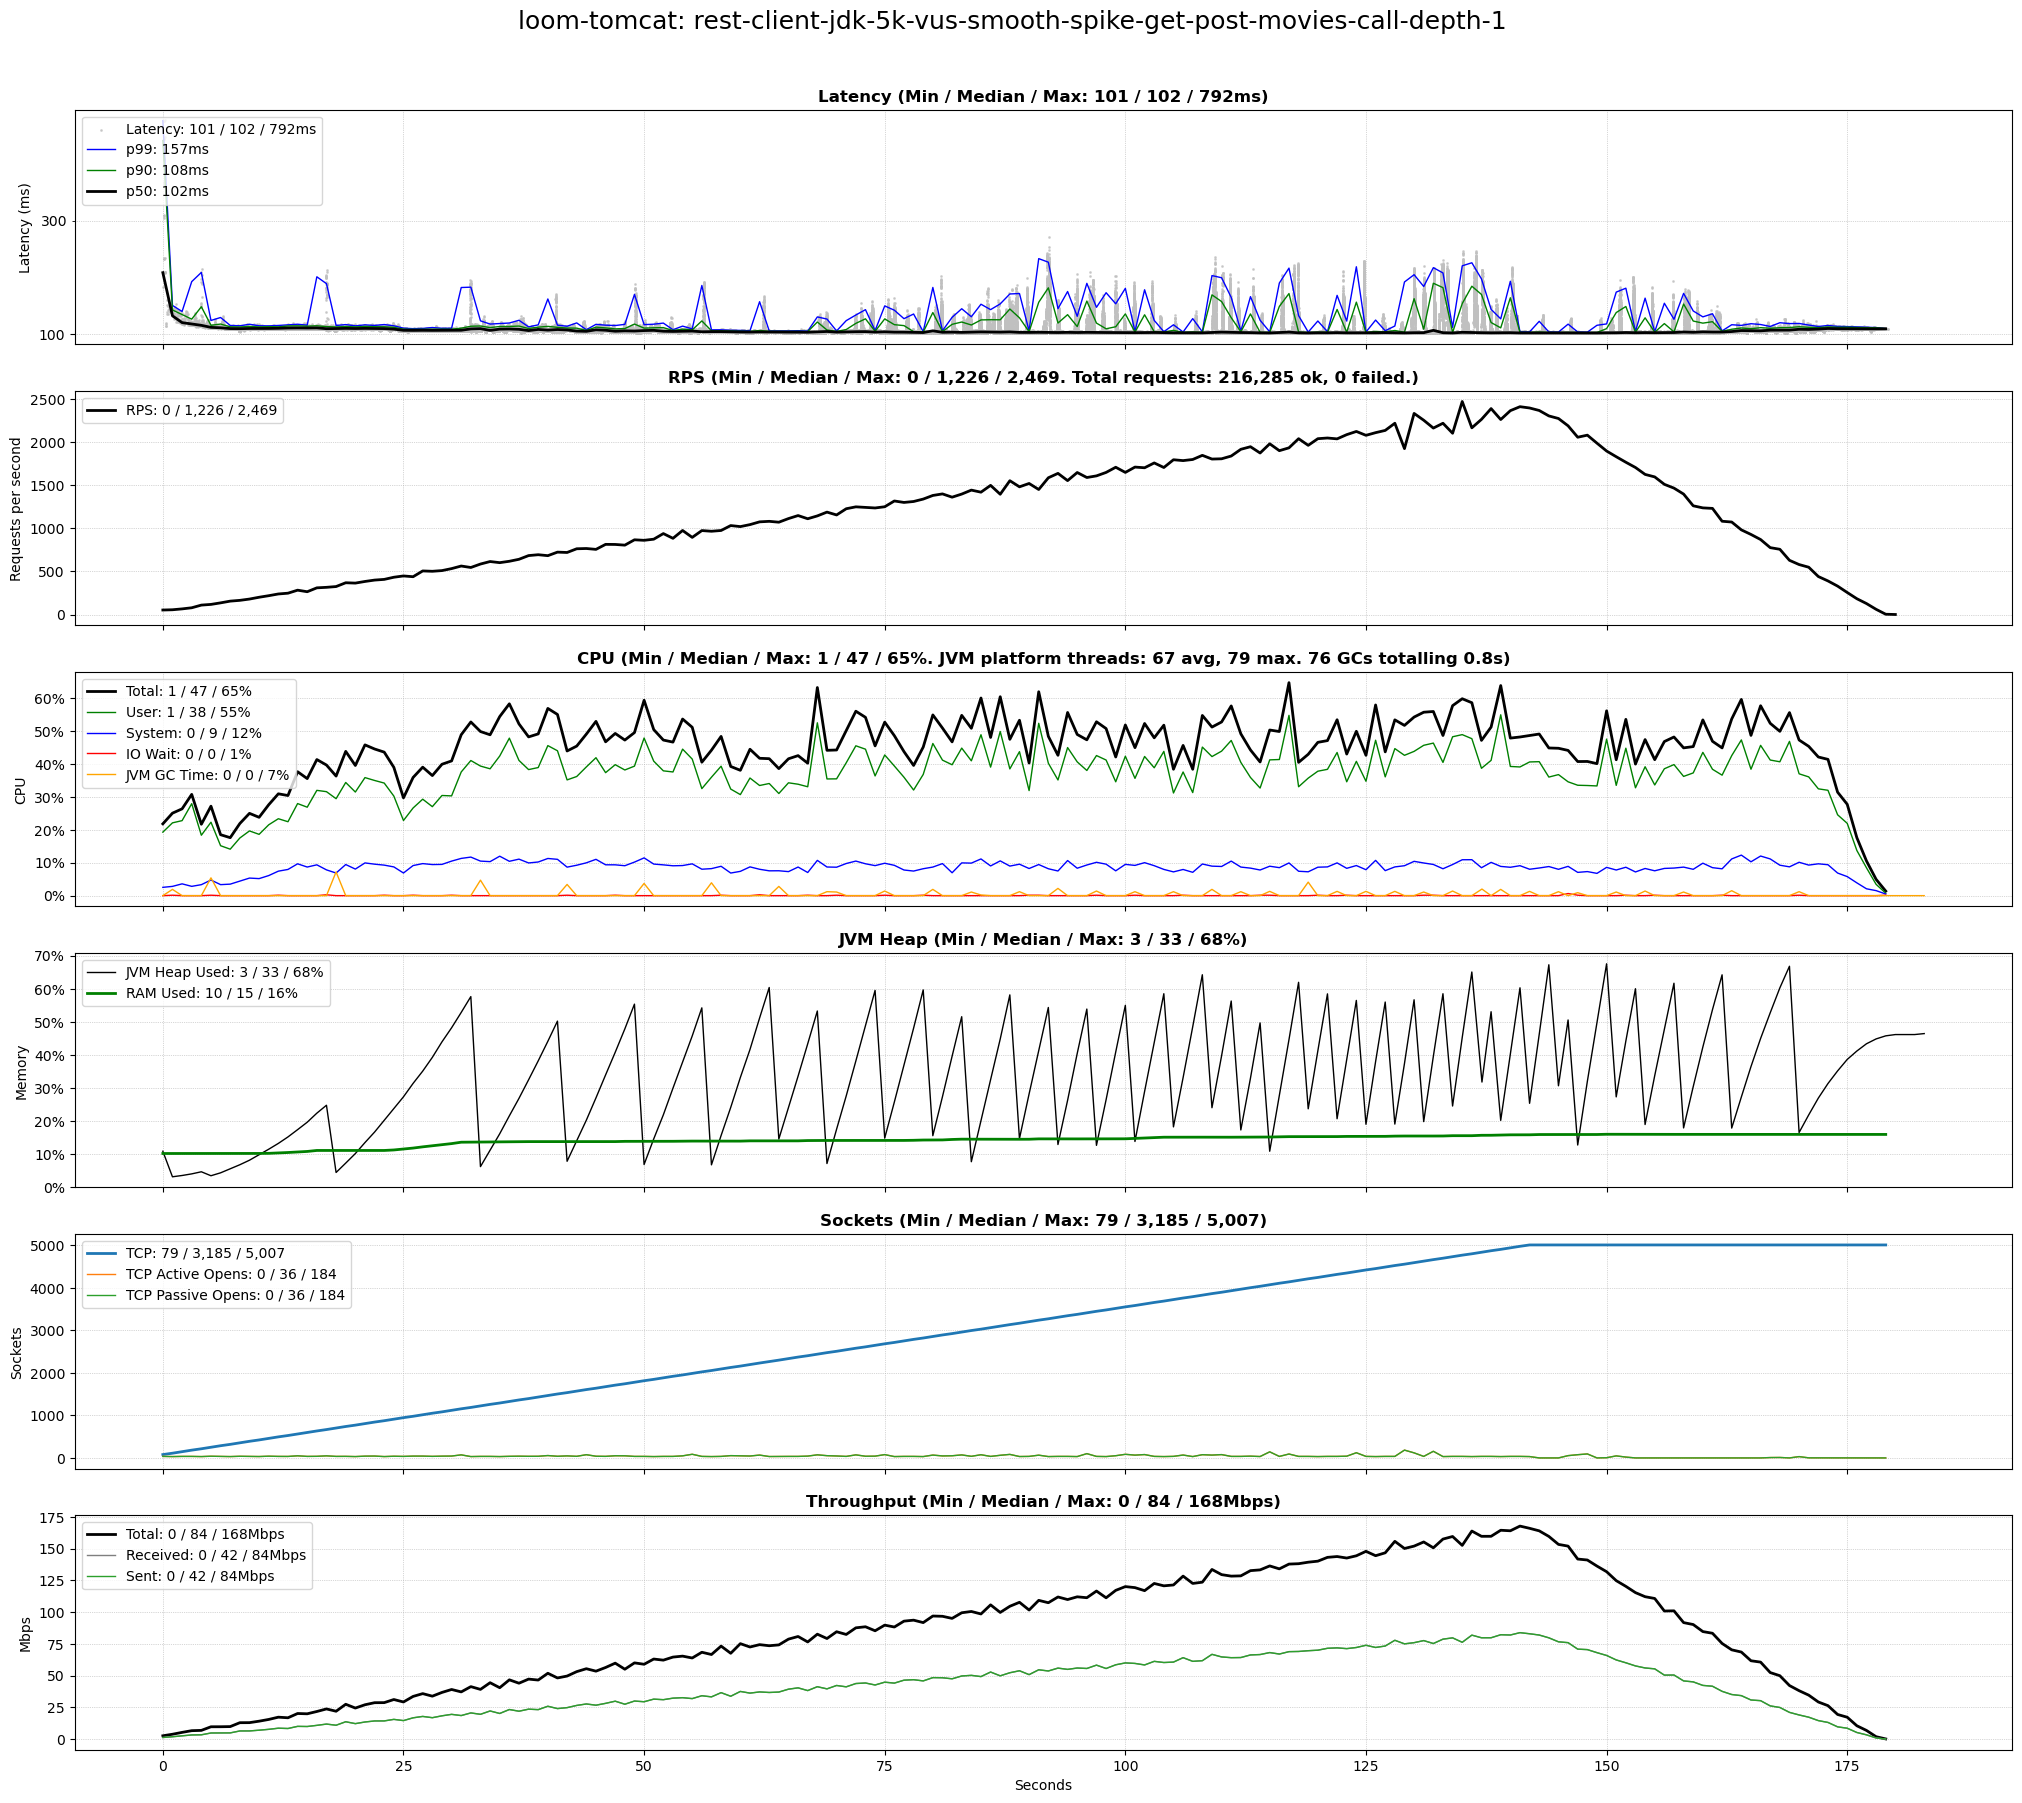 loom-tomcat: rest-client-jdk-5k-vus-smooth-spike-get-post-movies-call-depth-1
Latency (Min / Median / Max: 101 / 102 / 792ms)
Latency: 101 / 102 / 792ms
p99: 157ms
p90: 108ms
p50: 102ms
Latency (ms)
300
100
RPS (Min / Median / Max: 0 / 1,226 / 2,469. Total requests: 216,285 ok, 0 failed.)
RPS: 0 / 1,226 / 2,469
Requests per second
2500
2000
1500
1000
500
0
CPU (Min / Median / Max: 1 / 47 / 65%. JVM platform threads: 67 avg, 79 max. 76 GCs totalling 0.8s)
Total: 1 / 47 / 65%
User: 1 / 38 / 55%
System: 0 / 9 / 12%
IO Wait: 0 / 0 / 1%
JVM GC Time: 0 / 0 / 7%
CPU
60%
50%
40%
30%
20%
10%
0%
JVM Heap (Min / Median / Max: 3 / 33 / 68%)
JVM Heap Used: 3 / 33 / 68%
RAM Used: 10 / 15 / 16%
Memory
70%
60%
50%
40%
30%
20%
10%
0%
Sockets (Min / Median / Max: 79 / 3,185 / 5,007)
TCP: 79 / 3,185 / 5,007
TCP Active Opens: 0 / 36 / 184
TCP Passive Opens: 0 / 36 / 184
Sockets
5000
4000
3000
2000
1000
0
Throughput (Min / Median / Max: 0 / 84 / 168Mbps)
Total: 0 / 84 / 168Mbps
Received: 0 / 42 / 84Mbps
Sent: 0 / 42 / 84Mbps
Mbps
175
150
125
100
75
50
25
0
0 25 50 75 100 125 150 175
Seconds